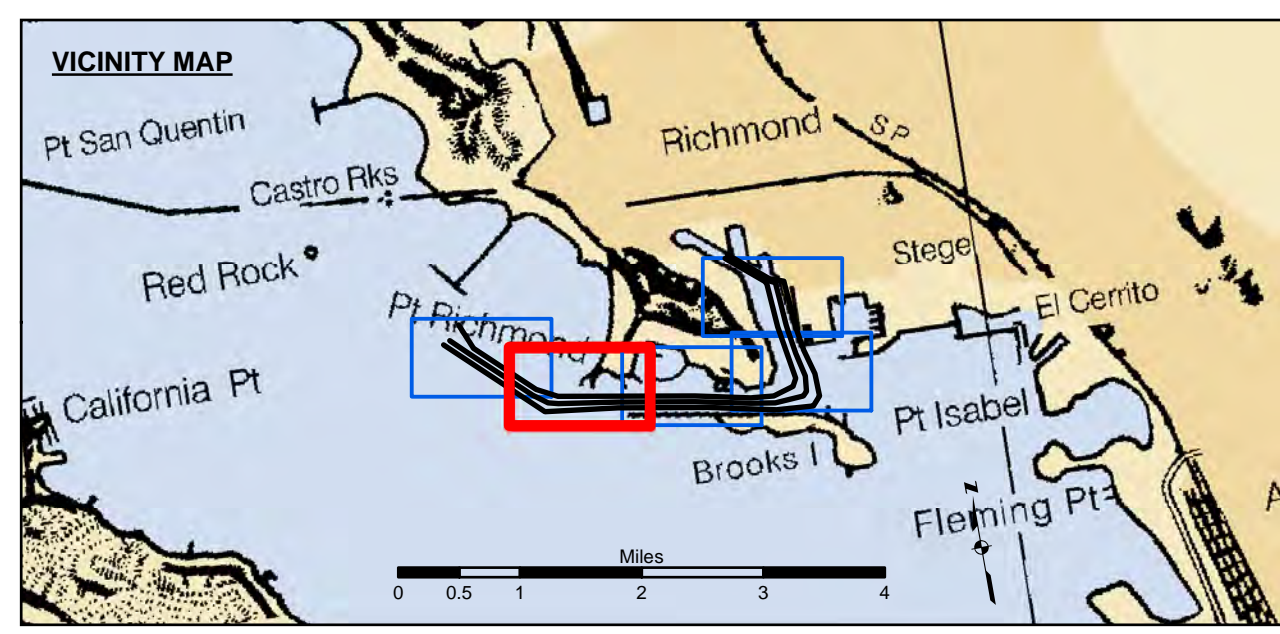 VICINITY MAP
Pt San Quentin
Richmond
S P
Castro Rks
Stege
Red Rock
El Cerrito
Pt Richmond
California Pt
Pt Isabel
Brooks I
Fleming Pt
A
N
Miles
0 0.5 1 2 3 4